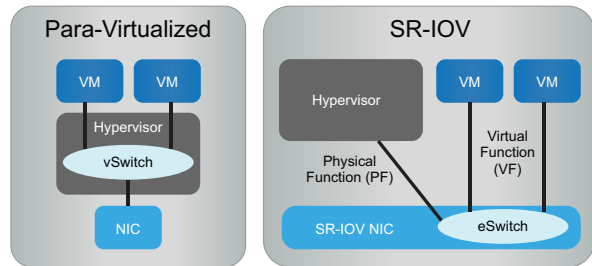 Para-Virtualized
VM
VM
Hypervisor
vSwitch
NIC
SR-IOV
Hypervisor
VM
VM
Physical
Function (PF)
Virtual
Function
(VF)
SR-IOV NIC
eSwitch